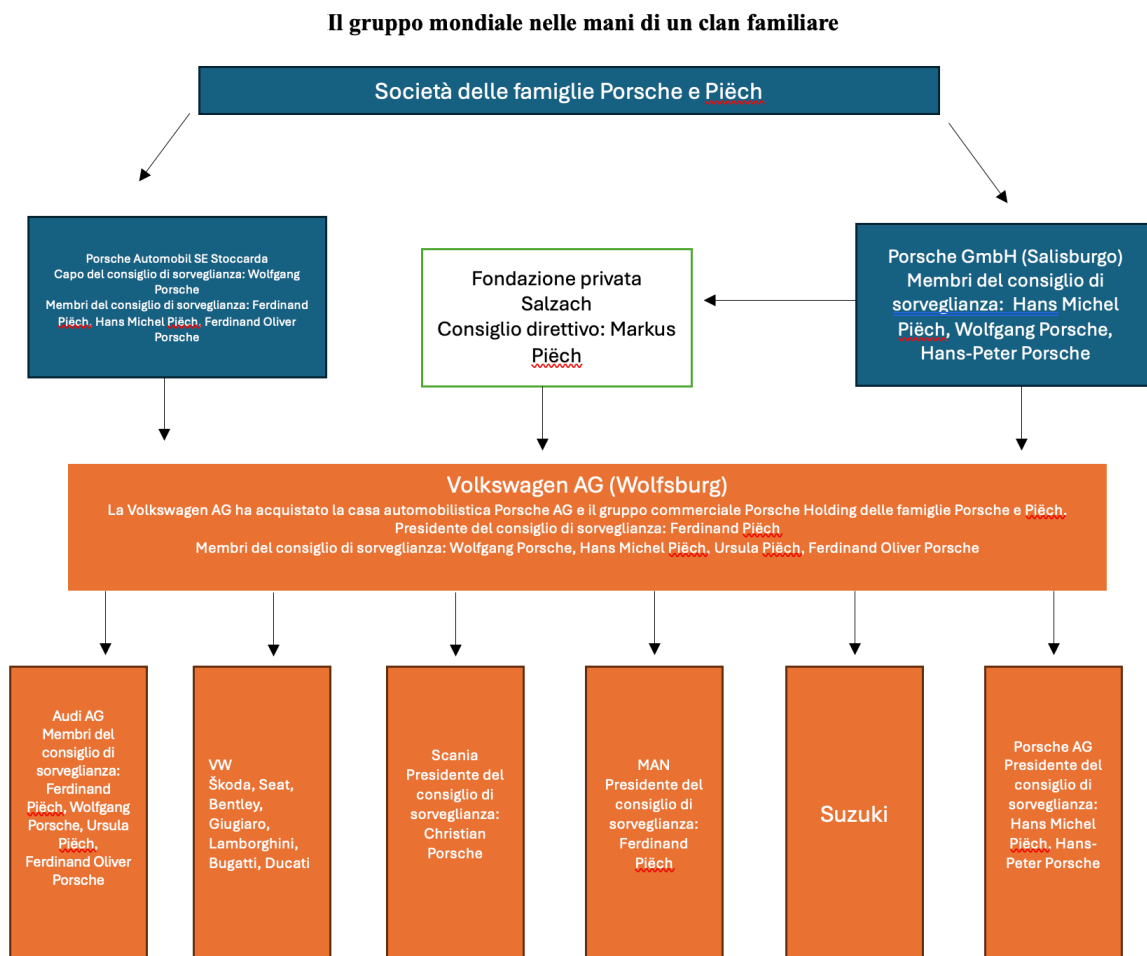 Il gruppo mondiale nelle mani di un clan familiare
Società delle famiglie Porsche e Piëch
Porsche Automobil SE Stoccarda
Capo del consiglio di sorveglianza: Wolfgang
Porsche
Membri del consiglio di sorveglianza: Ferdinand
Piëch, Hans Michel Piëch, Ferdinand Oliver
Porsche
Fondazione privata
Salzach
Consiglio direttivo: Markus
Piëch
Porsche GmbH (Salisburgo)
Membri del consiglio di
sorveglianza: Hans Michel
Piëch, Wolfgang Porsche,
Hans-Peter Porsche
Volkswagen AG (Wolfsburg)
La Volkswagen AG ha acquistato la casa automobilistica Porsche AG e il gruppo commerciale Porsche Holding delle famiglie Porsche e Piëch.
Presidente del consiglio di sorveglianza: Ferdinand Piëch
Membri del consiglio di sorveglianza: Wolfgang Porsche, Hans Michel Piëch, Ursula Piëch, Ferdinand Oliver Porsche
Audi AG
Membri del
consiglio di
sorveglianza:
Ferdinand
Piëch, Wolfgang
Porsche, Ursula
Piëch,
Ferdinand Oliver
Porsche
VW
Škoda, Seat,
Bentley,
Giugiaro,
Lamborghini,
Bugatti, Ducati
Scania
Presidente del
consiglio di
sorveglianza:
Christian
Porsche
MAN
Presidente del
consiglio di
sorveglianza:
Ferdinand
Piëch
Suzuki
Porsche AG
Presidente del
consiglio di
sorveglianza:
Hans Michel
Piëch, Hans-
Peter Porsche